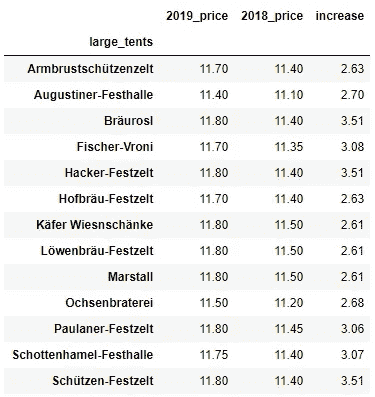 2019_price 2018_price increase
large_tents
Armbrustschützenzelt 11.70 11.40 2.63
Augustiner-Festhalle 11.40 11.10 2.70
Bräurosl 11.80 11.40 3.51
Fischer-Vroni 11.70 11.35 3.08
Hacker-Festzelt 11.80 11.40 3.51
Hofbräu-Festzelt 11.70 11.40 2.63
Käfer Wiesnschänke 11.80 11.50 2.61
Löwenbräu-Festzelt 11.80 11.50 2.61
Marstall 11.80 11.50 2.61
Ochsenbraterei 11.50 11.20 2.68
Paulaner-Festzelt 11.80 11.45 3.06
Schottenhamel-Festhalle 11.75 11.40 3.07
Schützen-Festzelt 11.80 11.40 3.51